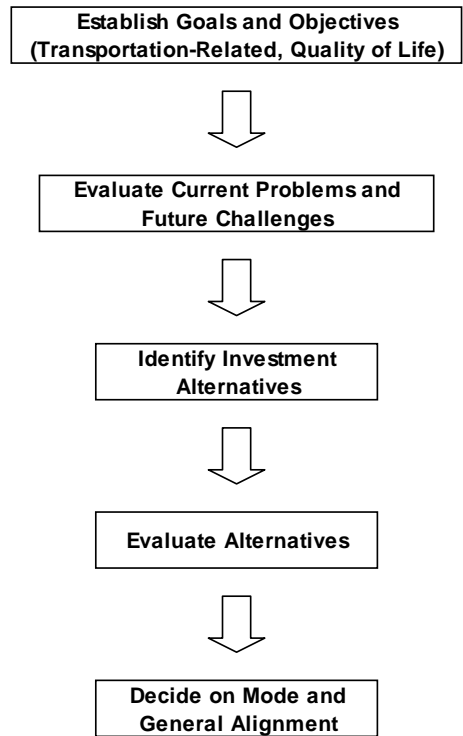 Establish Goals and Objectives
(Transportation-Related, Quality of Life)
Evaluate Current Problems and
Future Challenges
Identify Investment
Alternatives
Evaluate Alternatives
Decide on Mode and
General Alignment